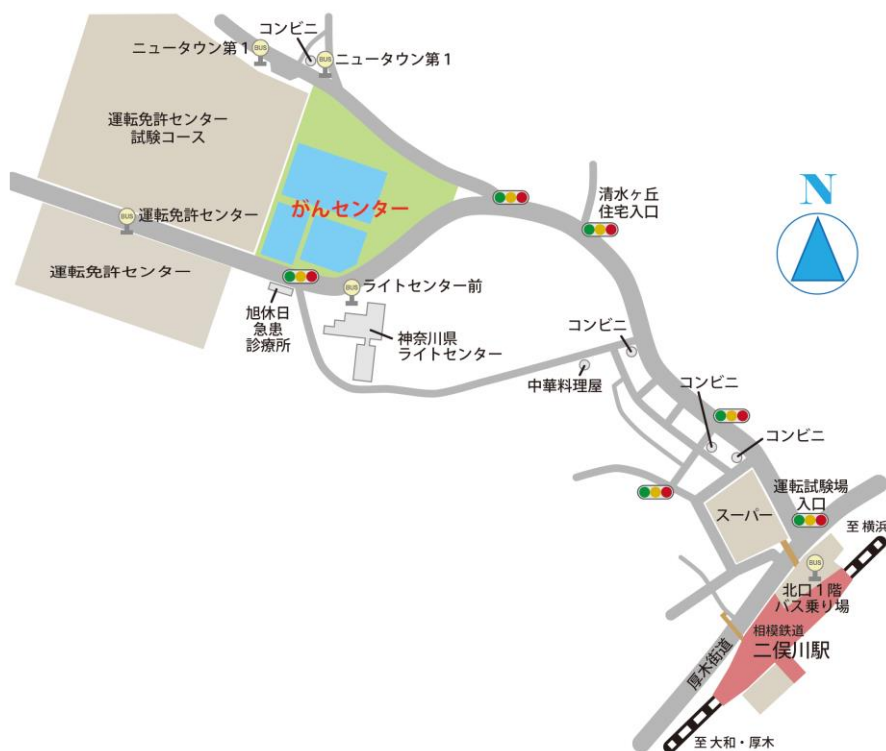 コンビニ
ニュータウン第1
BUS
BUS
ニュータウン第1
運転免許センター
試験コース
がんセンター
清水ヶ丘
住宅入口
N
BUS
運転免許センター
運転免許センター
BUS
ライトセンター前
旭休日
急患
診療所
神奈川県
ライトセンター
コンビニ
中華料理屋
コンビニ
コンビニ
スーパー
運転試験場
入口
至 横浜
BUS
北口1階
バス乗り場
相模鉄道
二俣川駅
厚木街道
至 大和・厚木